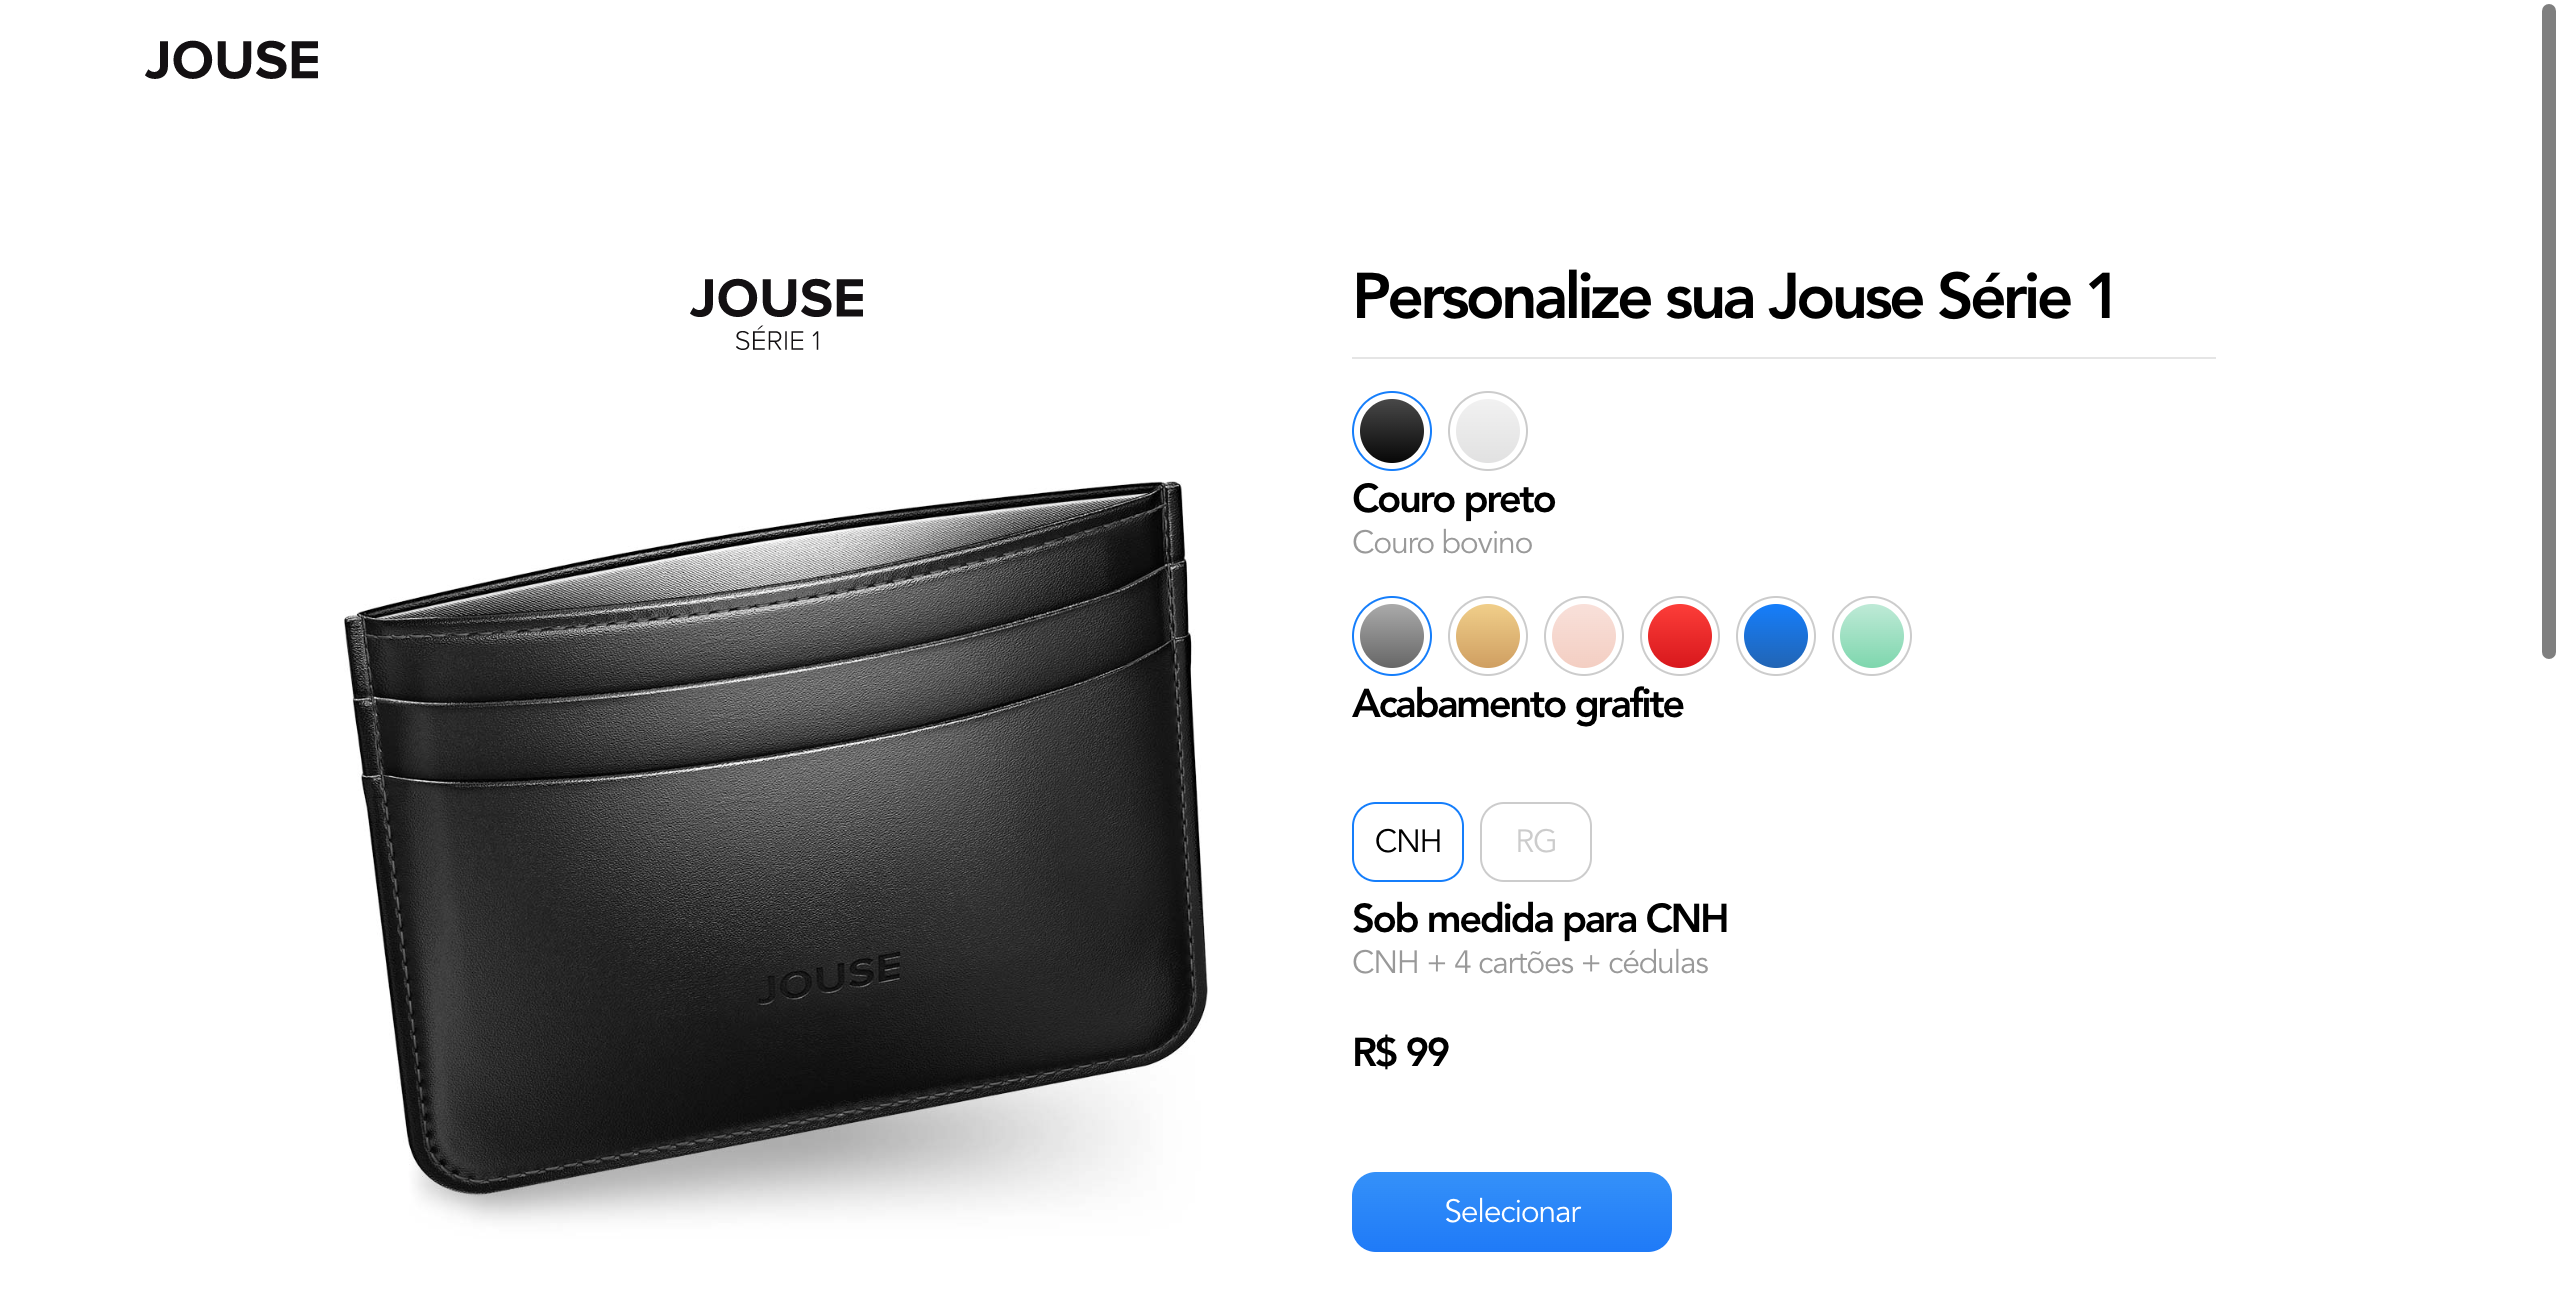 JOUSE
JOUSE
SÉRIE 1
JOUSE
Personalize sua Jouse Série 1
Couro preto
Couro bovino
Acabamento grafite
CNH
RG
Sob medida para CNH
CNH + 4 cartões + cédulas
R$ 99
Selecionar